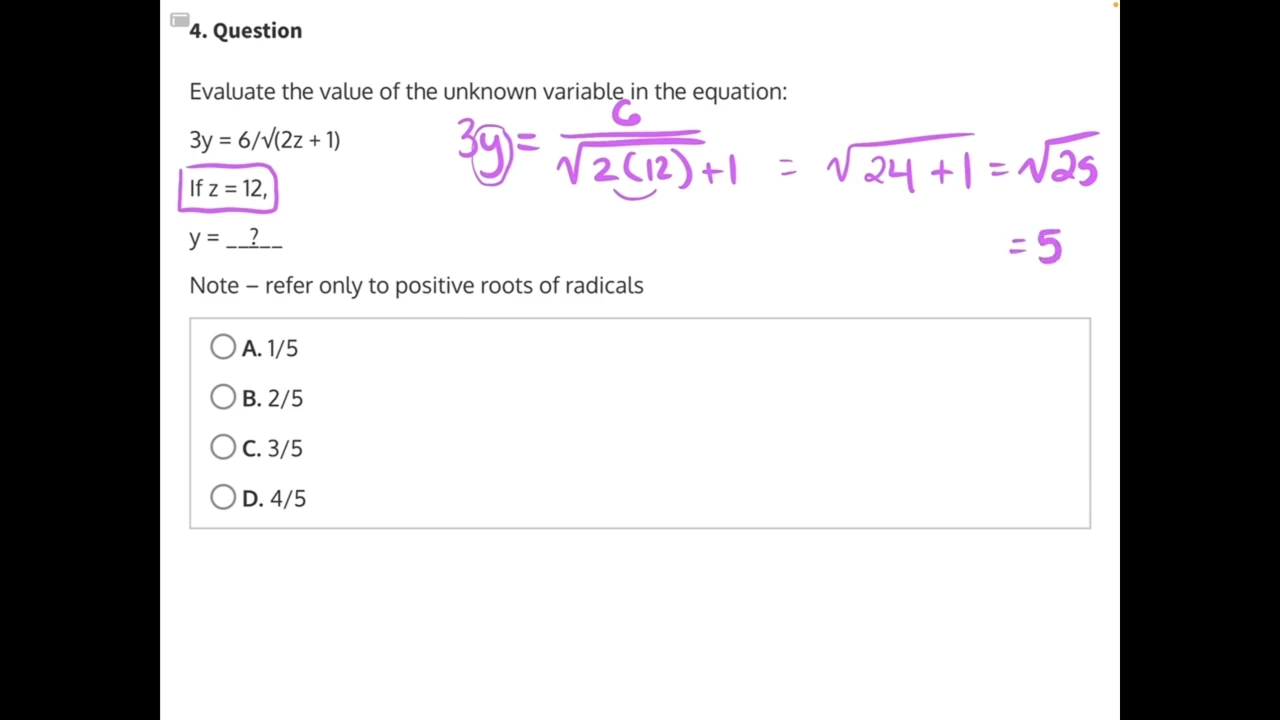 4. Question
Evaluate the value of the unknown variable in the equation:
3y = 6/√(2z + 1)
3y = 6/√2(12)+1 = √24+1 = √25
If z = 12,
y = __?__
= 5
Note – refer only to positive roots of radicals
A. 1/5
B. 2/5
C. 3/5
D. 4/5